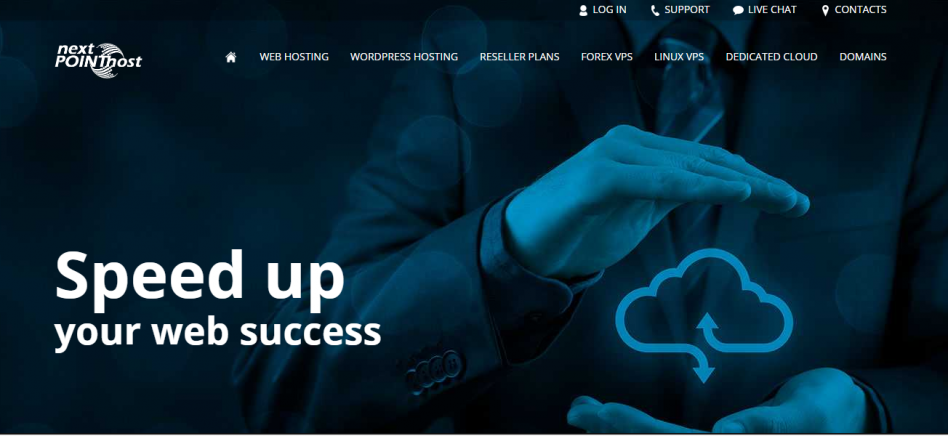 LOG IN SUPPORT LIVE CHAT CONTACTS
next
POINThost
WEB HOSTING WORDPRESS HOSTING RESELLER PLANS FOREX VPS LINUX VPS DEDICATED CLOUD DOMAINS
Speed up
your web success